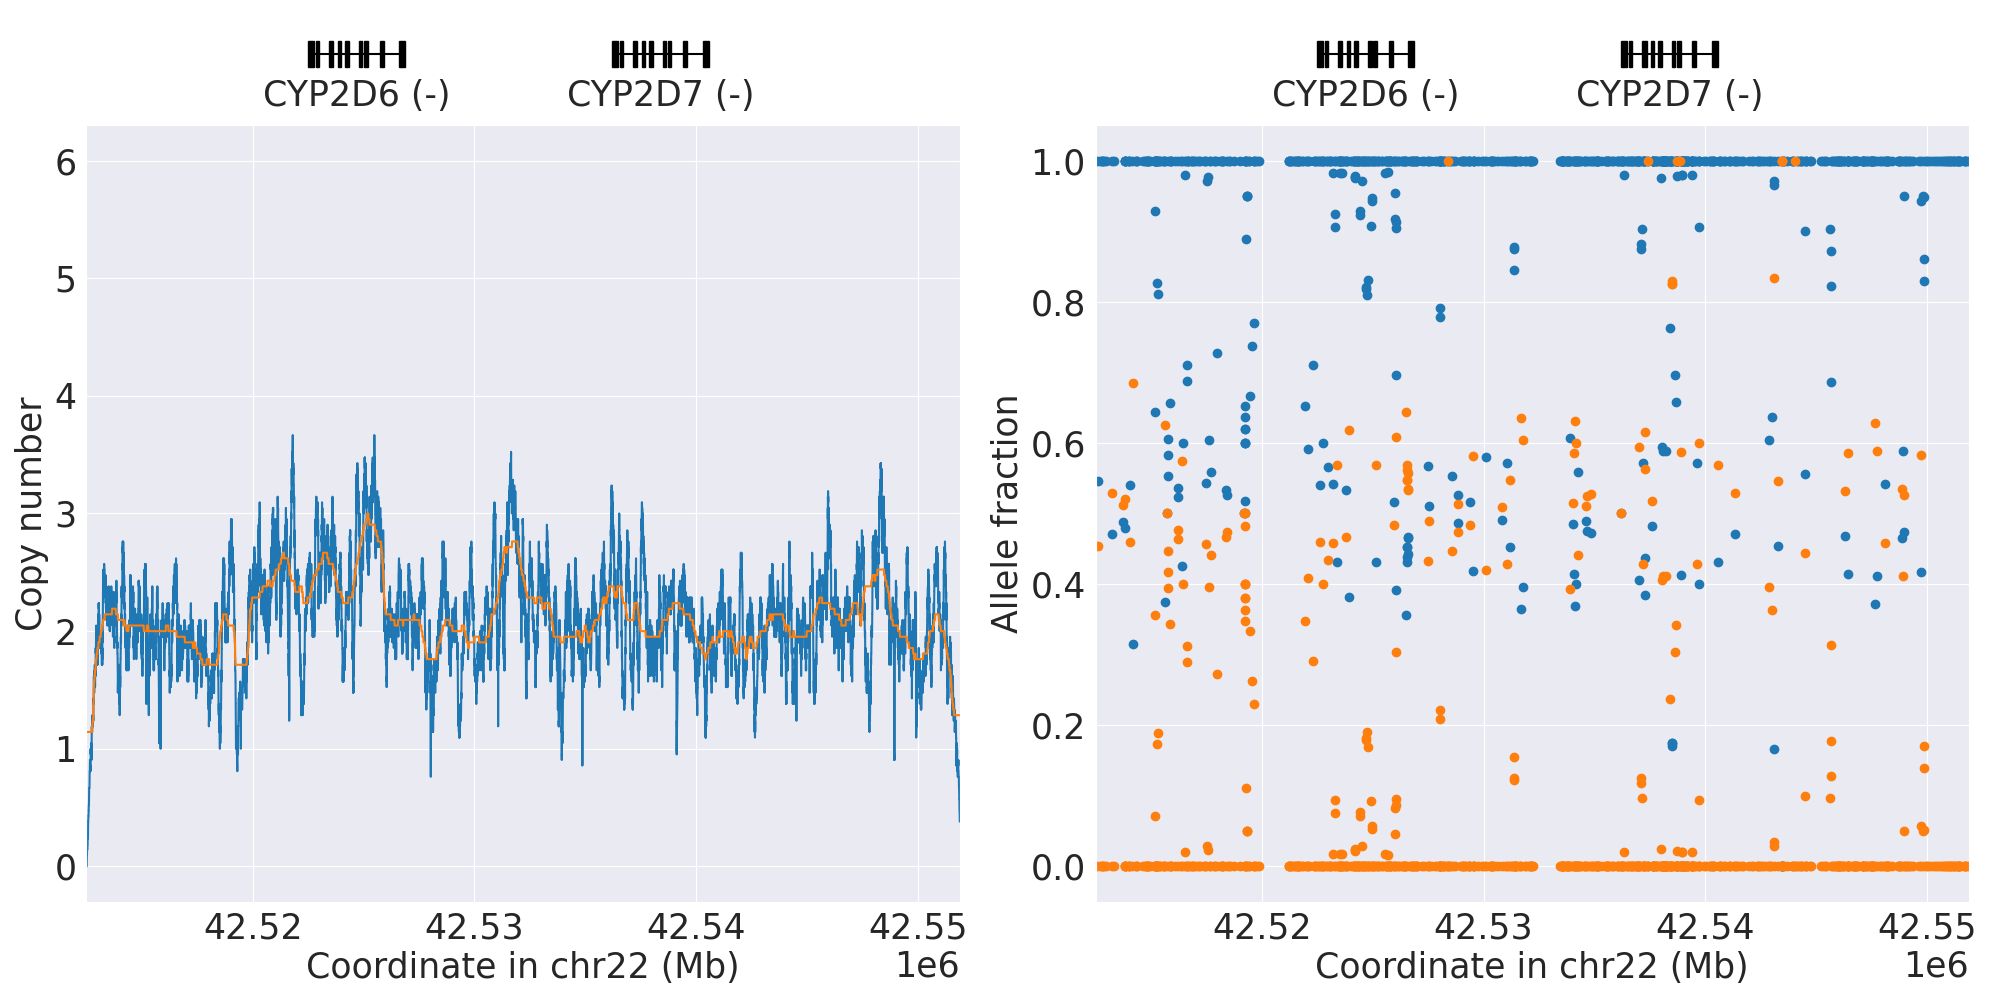 CYP2D6 (-) CYP2D7 (-)
6
5
4
3
2
1
0
Copy number
42.52 42.53 42.54 42.55
Coordinate in chr22 (Mb)
1e6
CYP2D6 (-) CYP2D7 (-)
1.0
0.8
0.6
0.4
0.2
0.0
Allele fraction
42.52 42.53 42.54 42.55
Coordinate in chr22 (Mb)
1e6